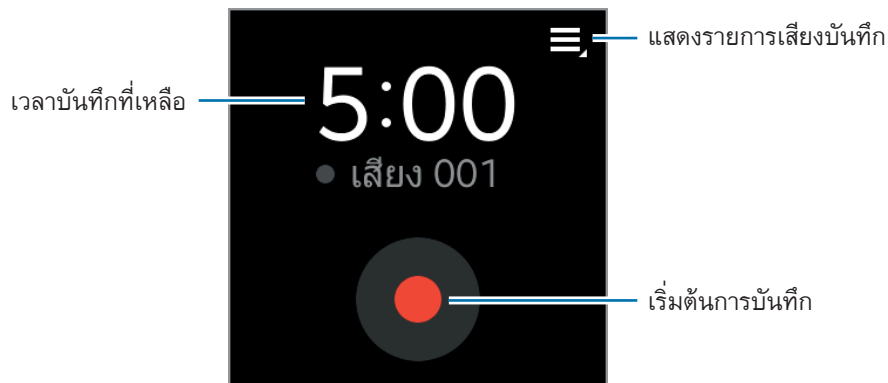 แสดงรายการเสียงบันทึก
เวลาบันทึกที่เหลือ
5:00
เสียง 001
เริ่มต้นการบันทึก